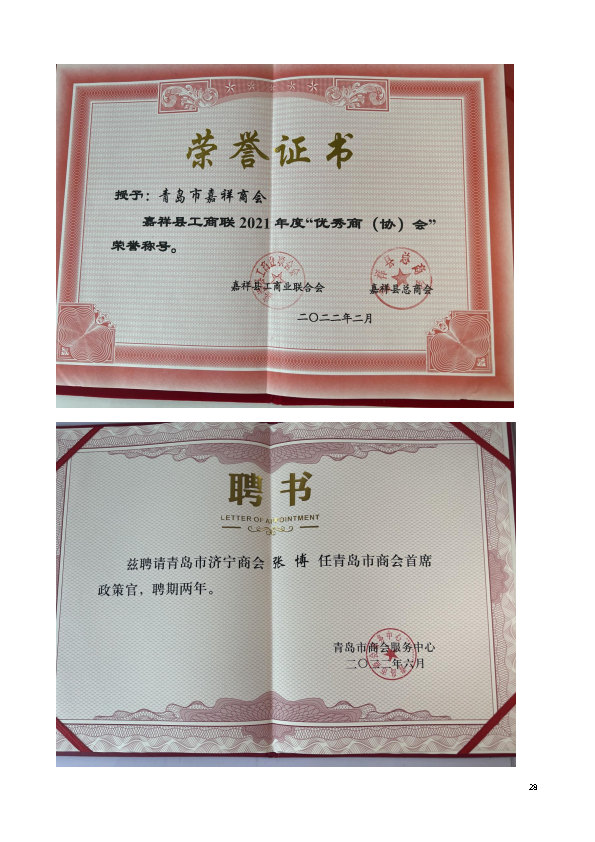 荣誉证书
授予：青岛市嘉祥商会
嘉祥县工商联2021年度“优秀商（协）会”
荣誉称号。
嘉祥县工商业联合会 嘉祥县总商会
二〇二二年二月
聘书
LETTER OF APPOINTMENT
兹聘请青岛市济宁商会 张 博 任青岛市商会首席
政策官，聘期两年。
青岛市商会服务中心
二〇二二年六月
28